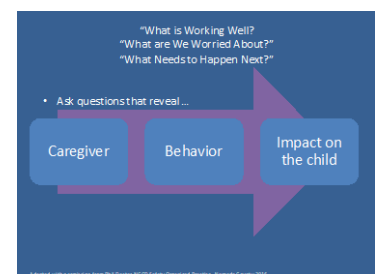 “What is Working Well?
“What are We Worried About?”
“What Needs to Happen Next?”
• Ask questions that reveal …
Caregiver
Behavior
Impact on
the child